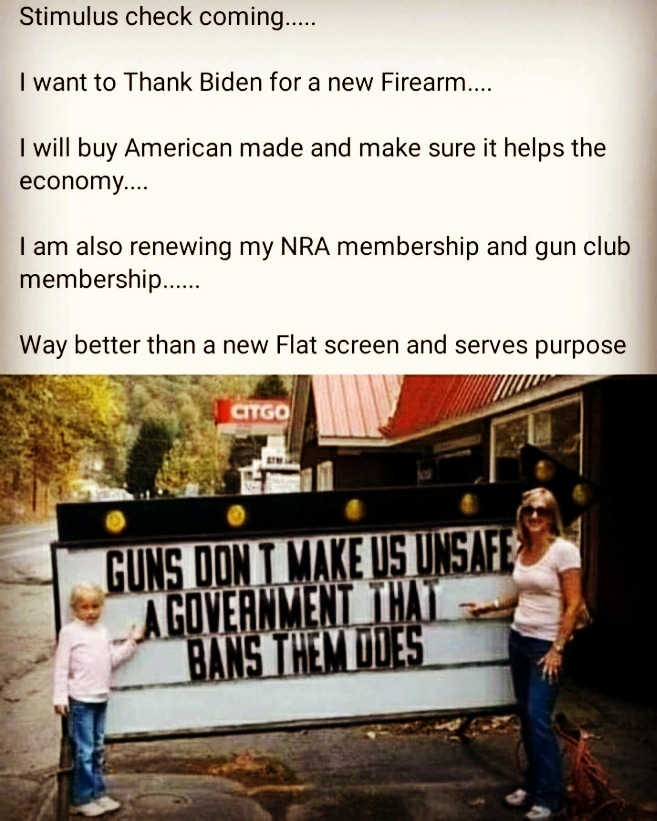 Stimulus check coming.....
I want to Thank Biden for a new Firearm....
I will buy American made and make sure it helps the
economy....
I am also renewing my NRA membership and gun club
membership......
Way better than a new Flat screen and serves purpose
CITGO
GUNS DON T MAKE US UNSAFE
A GOVERNMENT THAT
BANS THEM DOES